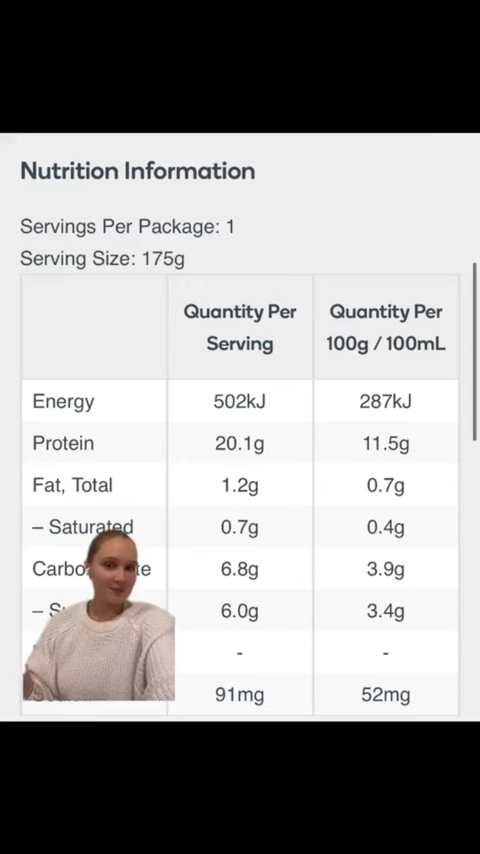 Nutrition Information
Servings Per Package: 1
Serving Size: 175g
Quantity Per Serving Quantity Per 100g / 100mL
Energy 502kJ 287kJ
Protein 20.1g 11.5g
Fat, Total 1.2g 0.7g
– Saturated 0.7g 0.4g
6.8g 3.9g
– 6.0g 3.4g
- -
91mg 52mg